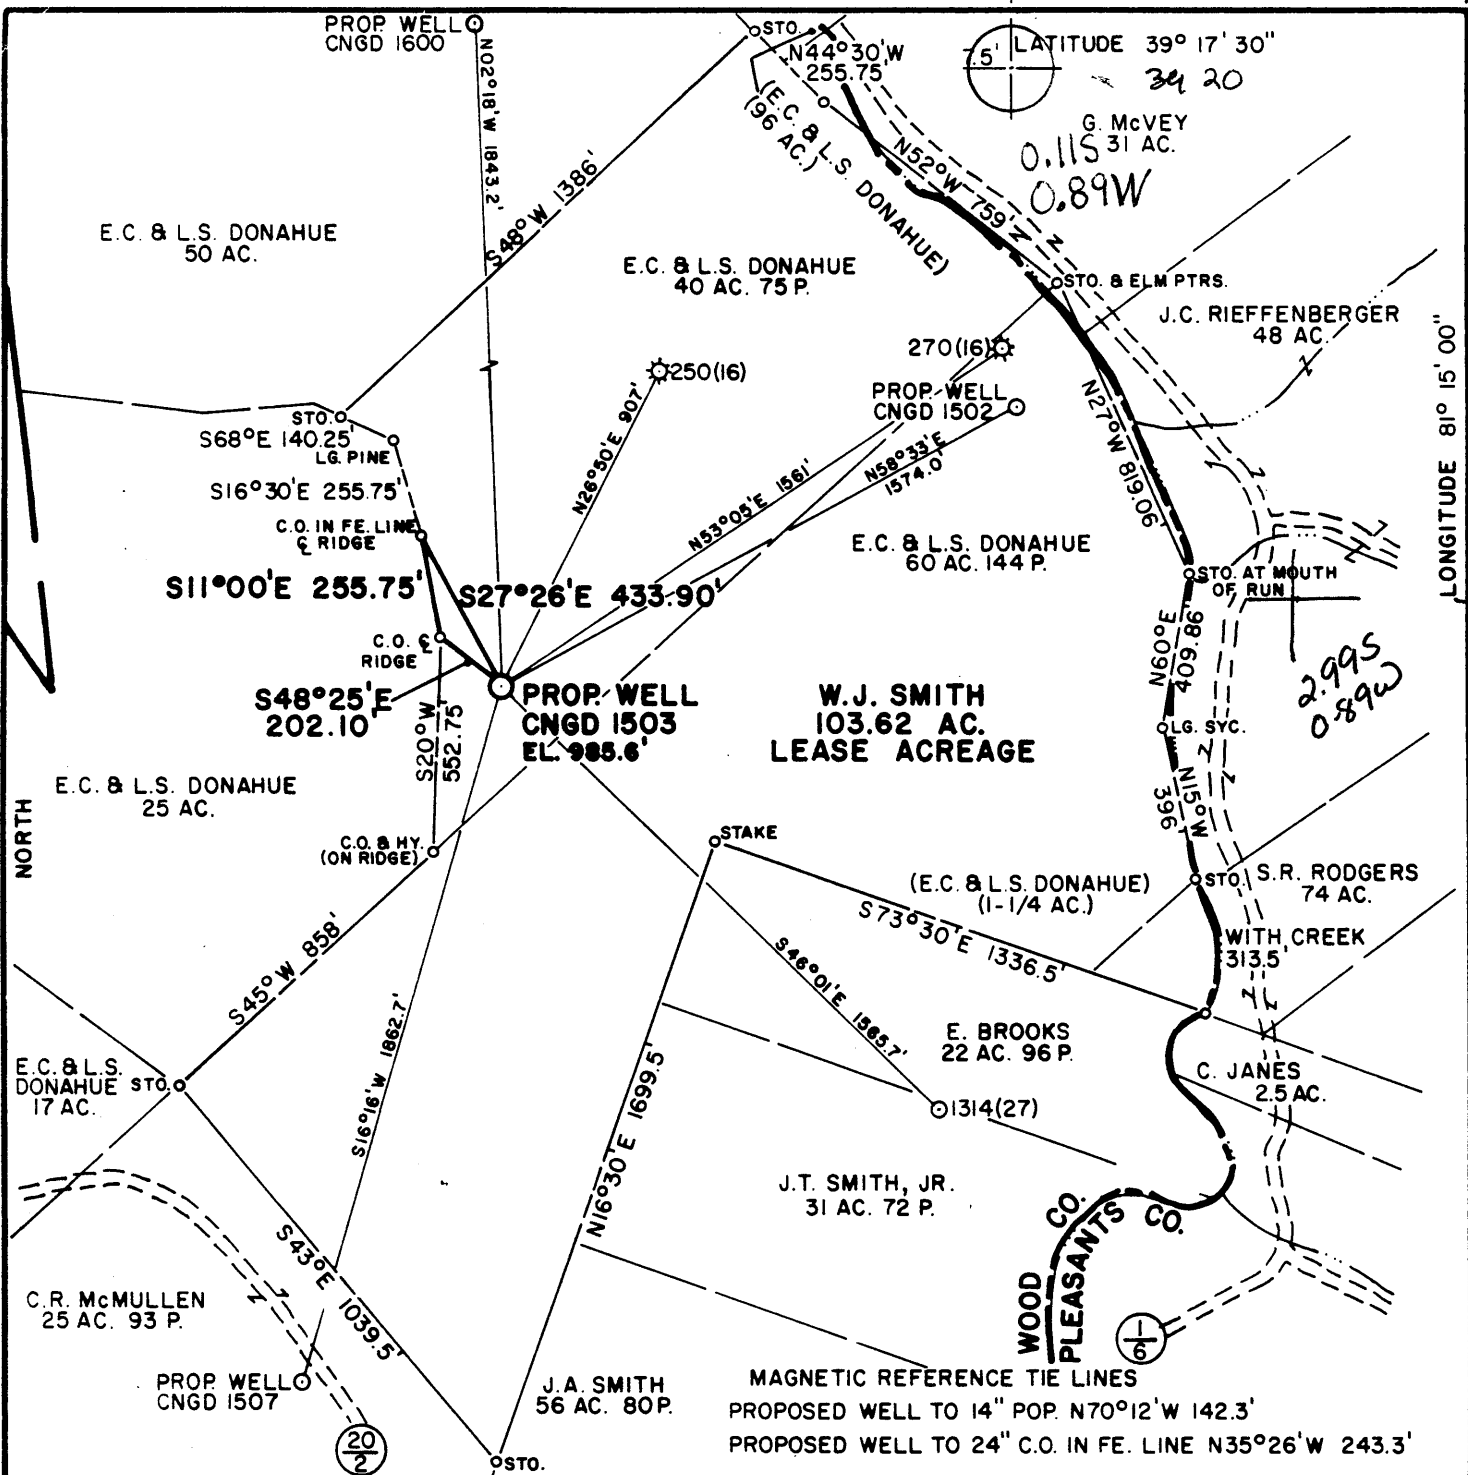 PROP. WELL
CNGD 1600
N02°18'W 1843.2'
STO.
N44°30'W
255.75'
7.5'
LATITUDE 39° 17' 30"
39 20
G. McVEY
31 AC.
0.11S
0.89W
(E.C. & L.S. DONAHUE)
(96 AC.)
N52°W 759'
S48°W 1386'
E.C. & L.S. DONAHUE
50 AC.
E.C. & L.S. DONAHUE
40 AC. 75 P.
STO. & ELM PTRS.
J.C. RIEFFENBERGER
48 AC.
LONGITUDE 81° 15' 00"
270(16)
250(16)
PROP. WELL
CNGD 1502
N26°50'E 907'
N53°05'E 1561'
N58°33'E
1574.0'
N27°W 819.06'
STO.
S68°E 140.25'
LG. PINE
S16°30'E 255.75'
C.O. IN FE. LINE
℄ RIDGE
S11°00'E 255.75'
S27°26'E 433.90'
E.C. & L.S. DONAHUE
60 AC. 144 P.
STO. AT MOUTH
OF RUN
N60°E
409.86'
2.99S
0.89W
C.O. ℄
RIDGE
S48°25'E
202.10'
PROP. WELL
CNGD 1503
EL. 985.6'
W.J. SMITH
103.62 AC.
LEASE ACREAGE
LG. SYC.
S20°W
552.75'
N15°W
396'
E.C. & L.S. DONAHUE
25 AC.
NORTH
C.O. & HY.
(ON RIDGE)
STAKE
(E.C. & L.S. DONAHUE)
(1-1/4 AC.)
STO.
S.R. RODGERS
74 AC.
S73°30'E 1336.5'
WITH CREEK
313.5'
S45°W 858'
S46°01'E 1565.7'
S16°16'W 1862.7'
E. BROOKS
22 AC. 96 P.
C. JANES
2.5 AC.
E.C. & L.S.
DONAHUE
17 AC.
STO.
N16°30'E 1699.5'
1314(27)
J.T. SMITH, JR.
31 AC. 72 P.
WOOD CO.
PLEASANTS CO.
S43°E 1039.5'
C.R. McMULLEN
25 AC. 93 P.
1
6
PROP. WELL
CNGD 1507
J.A. SMITH
56 AC. 80 P.
20
2
STO.
MAGNETIC REFERENCE TIE LINES
PROPOSED WELL TO 14" POP. N70°12'W 142.3'
PROPOSED WELL TO 24" C.O. IN FE. LINE N35°26'W 243.3'